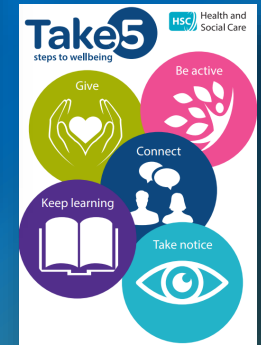 Take5
steps to wellbeing
HSC Health and
Social Care
Give
Be active
Connect
Keep learning
Take notice